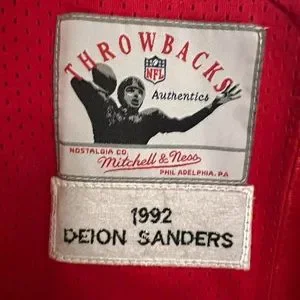 THROWBACKS
NFL
Authentics
NOSTALGIA CO.
Mitchell & Ness
PHILADELPHIA, PA
1992
DEION SANDERS